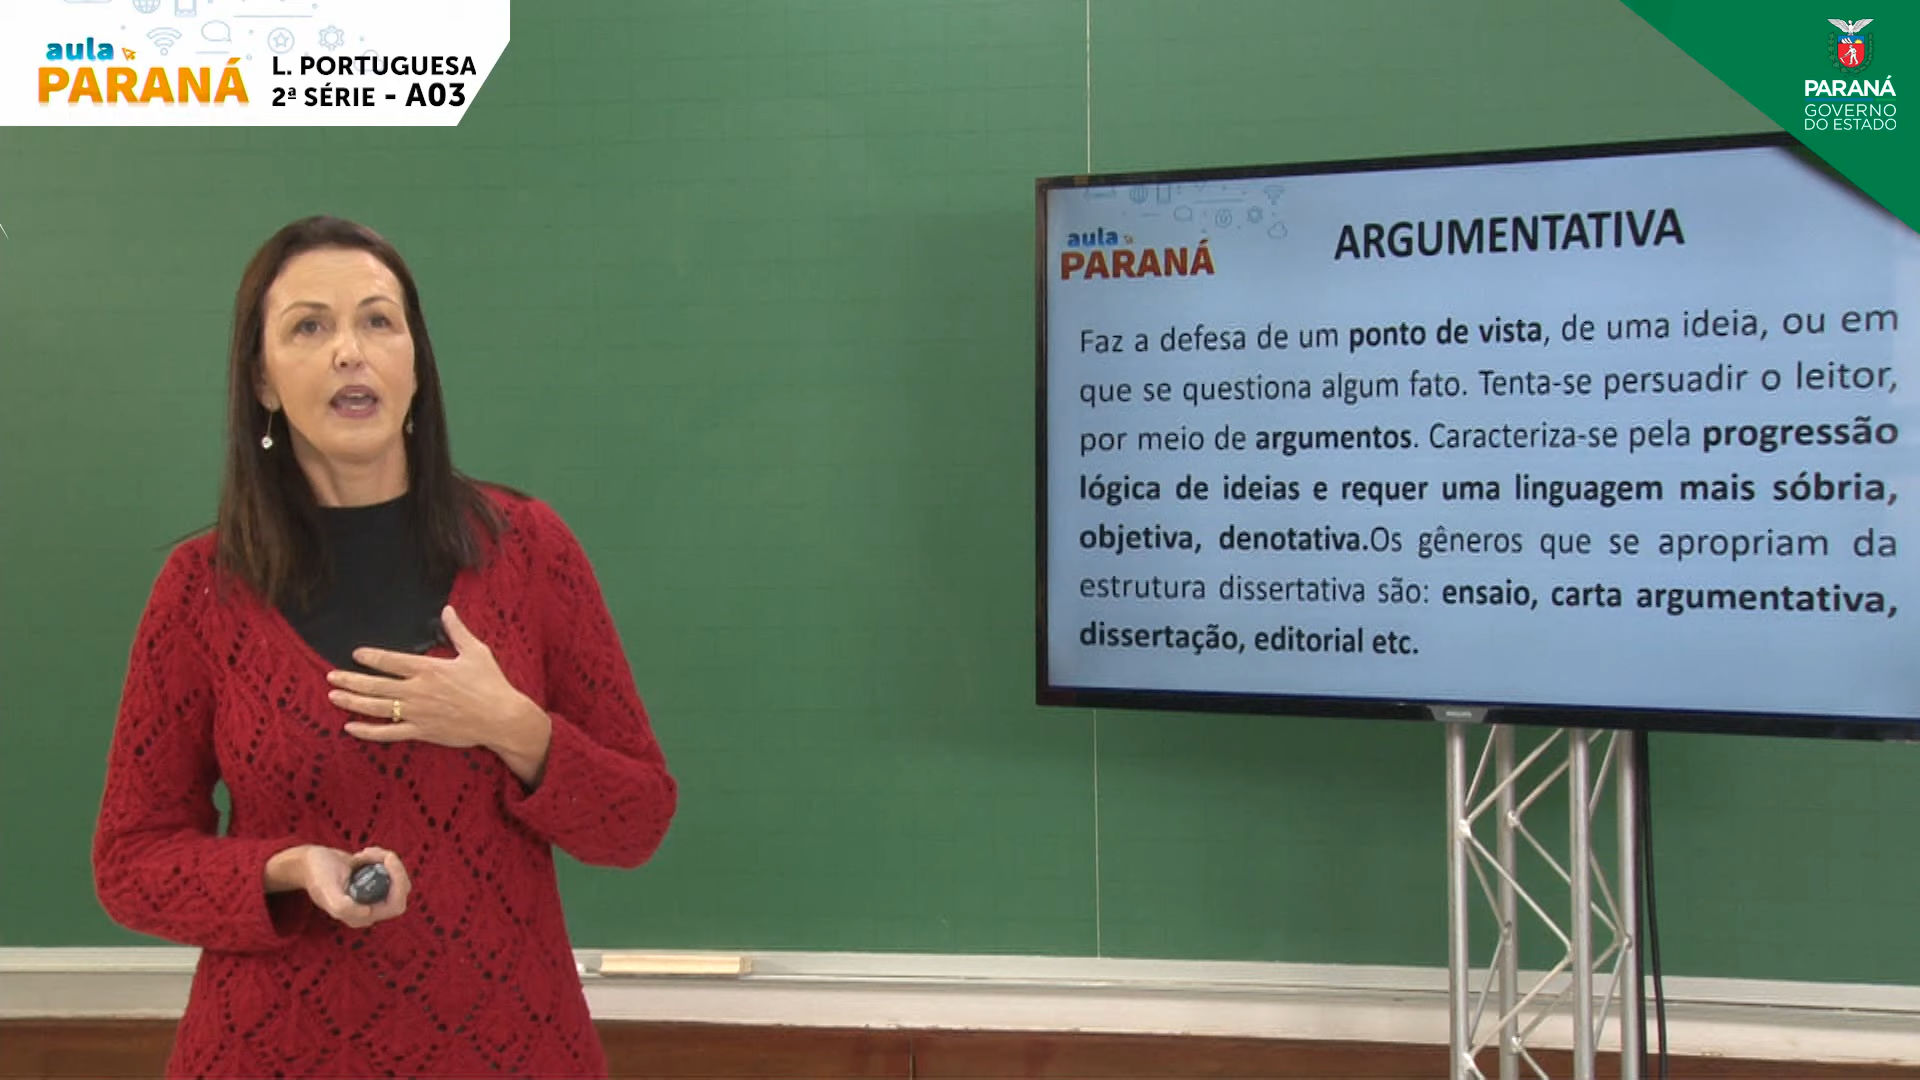 aula
PARANÁ
L. PORTUGUESA
2ª SÉRIE - A03
PARANÁ
GOVERNO
DO ESTADO
aula
PARANÁ
ARGUMENTATIVA
Faz a defesa de um ponto de vista, de uma ideia, ou em
que se questiona algum fato. Tenta-se persuadir o leitor,
por meio de argumentos. Caracteriza-se pela progressão
lógica de ideias e requer uma linguagem mais sóbria,
objetiva, denotativa.Os gêneros que se apropriam da
estrutura dissertativa são: ensaio, carta argumentativa,
dissertação, editorial etc.
PHILIPS